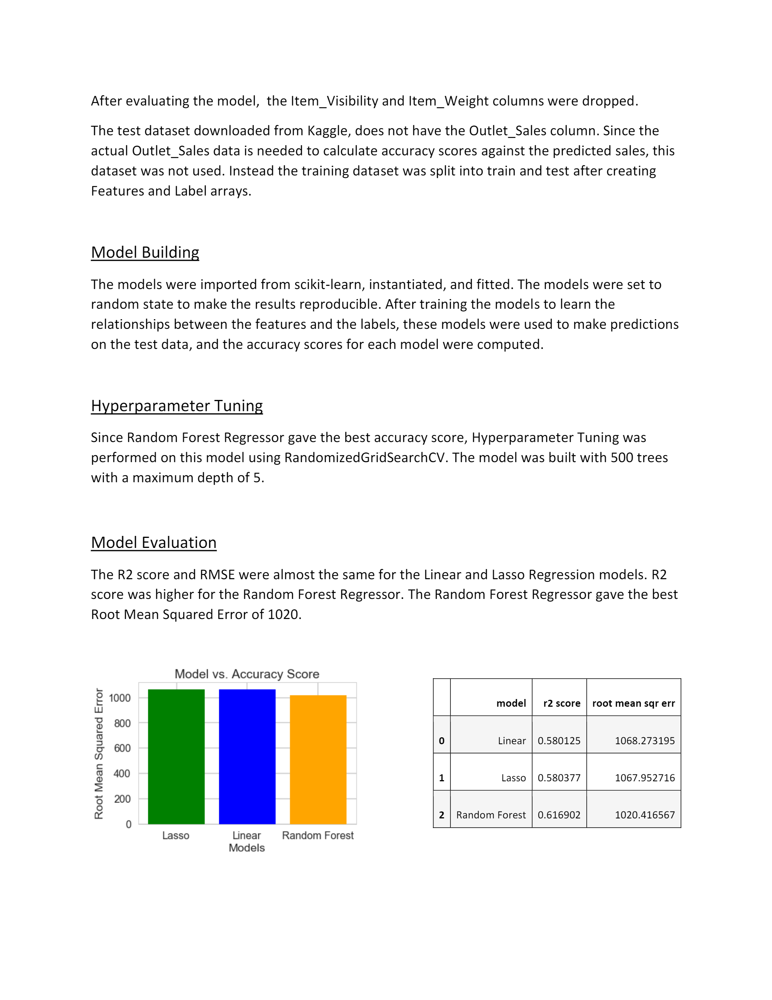 After evaluating the model,  the Item_Visibility and Item_Weight columns were dropped.
The test dataset downloaded from Kaggle, does not have the Outlet_Sales column. Since the
actual Outlet_Sales data is needed to calculate accuracy scores against the predicted sales, this
dataset was not used. Instead the training dataset was split into train and test after creating
Features and Label arrays.
Model Building
The models were imported from scikit-learn, instantiated, and fitted. The models were set to
random state to make the results reproducible. After training the models to learn the
relationships between the features and the labels, these models were used to make predictions
on the test data, and the accuracy scores for each model were computed.
Hyperparameter Tuning
Since Random Forest Regressor gave the best accuracy score, Hyperparameter Tuning was
performed on this model using RandomizedGridSearchCV. The model was built with 500 trees
with a maximum depth of 5.
Model Evaluation
The R2 score and RMSE were almost the same for the Linear and Lasso Regression models. R2
score was higher for the Random Forest Regressor. The Random Forest Regressor gave the best
Root Mean Squared Error of 1020.
Model vs. Accuracy Score
Root Mean Squared Error
1000
800
600
400
200
0
Lasso Linear Random Forest
Models
model r2 score root mean sqr err
0 Linear 0.580125 1068.273195
1 Lasso 0.580377 1067.952716
2 Random Forest 0.616902 1020.416567